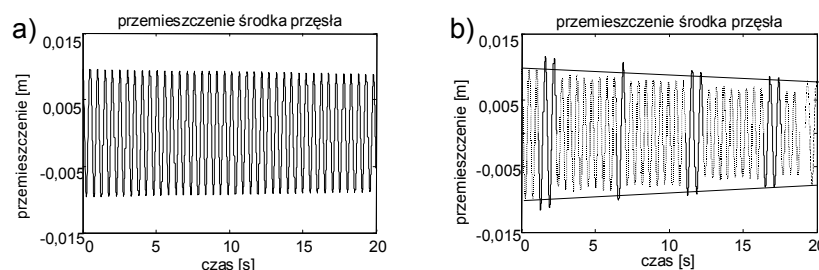 a)
przemieszczenie środka przęsła
przemieszczenie [m]
0,015
0,005
-0,005
-0,015
0 5 10 15 20
czas [s]
b)
przemieszczenie środka przęsła
przemieszczenie [m]
0,015
0,005
-0,005
-0,015
0 5 10 15 20
czas [s]